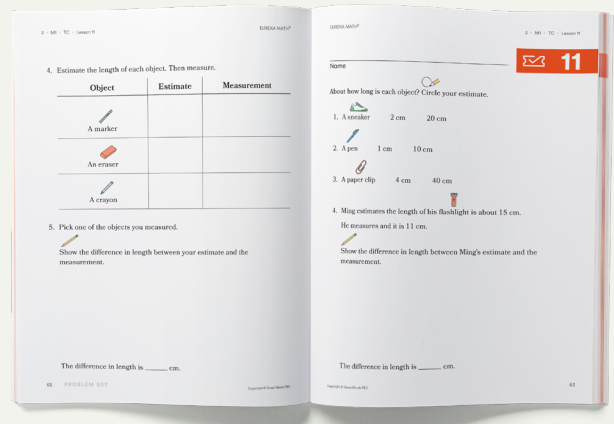 2 · M1 · TC · Lesson 11
EUREKA MATH²
4. Estimate the length of each object. Then measure.
Object Estimate Measurement
A marker
An eraser
A crayon
5. Pick one of the objects you measured.
Show the difference in length between your estimate and the
measurement.
The difference in length is ______ cm.
62 PROBLEM SET
EUREKA MATH²
2 · M1 · TC · Lesson 11
11
Name
About how long is each object? Circle your estimate.
1. A sneaker 2 cm 20 cm
2. A pen 1 cm 10 cm
3. A paper clip 4 cm 40 cm
4. Ming estimates the length of his flashlight is about 15 cm.
He measures and it is 11 cm.
Show the difference in length between Ming's estimate and the
measurement.
The difference in length is ______ cm.
Copyright © Great Minds PBC
63